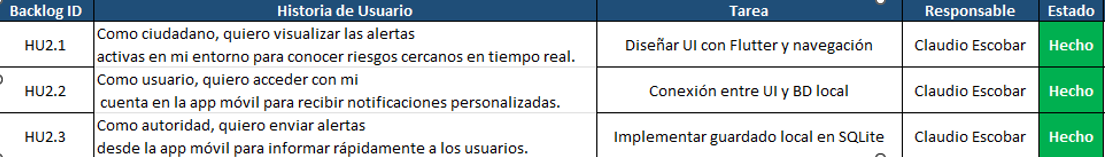 Backlog ID Historia de Usuario Tarea Responsable Estado
HU2.1 Como ciudadano, quiero visualizar las alertas
activas en mi entorno para conocer riesgos cercanos en tiempo real. Diseñar UI con Flutter y navegación Claudio Escobar Hecho
HU2.2 Como usuario, quiero acceder con mi
cuenta en la app móvil para recibir notificaciones personalizadas. Conexión entre UI y BD local Claudio Escobar Hecho
HU2.3 Como autoridad, quiero enviar alertas
desde la app móvil para informar rápidamente a los usuarios. Implementar guardado local en SQLite Claudio Escobar Hecho